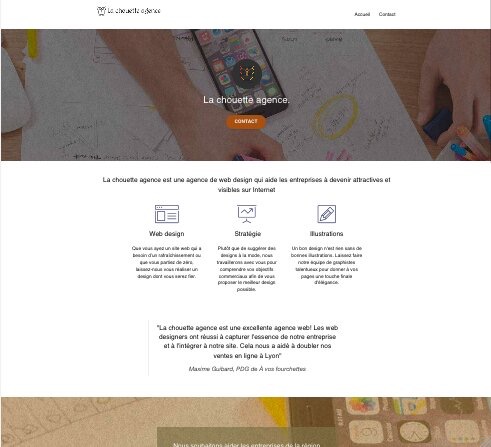 La chouette agence
Accueil Contact
La chouette agence.
CONTACT
La chouette agence est une agence de web design qui aide les entreprises à devenir attractives et
visibles sur Internet
Web design
Stratégie
Illustrations
Que vous ayez un site web qui a
besoin d'un rafraîchissement ou
que vous partiez de zéro,
laissez-nous vous réaliser un
design dont vous serez fier.
Plutôt que de suggérer des
designs à la mode, nous
travaillerons avec vous pour
comprendre vos objectifs
commerciaux afin de vous
proposer le meilleur design
possible.
Un bon design n'est rien sans de
bonnes illustrations. Laissez faire
notre équipe de graphistes
talentueux pour donner à vos
pages une touche finale
d'élégance.
"La chouette agence est une excellente agence web! Les web
designers ont réussi à capturer l'essence de notre entreprise
et à l'intégrer à notre site. Cela nous a aidé à doubler nos
ventes en ligne à Lyon"
Maxime Guibard, PDG de À vos fourchettes
Nous souhaitons aider les entreprises de la région